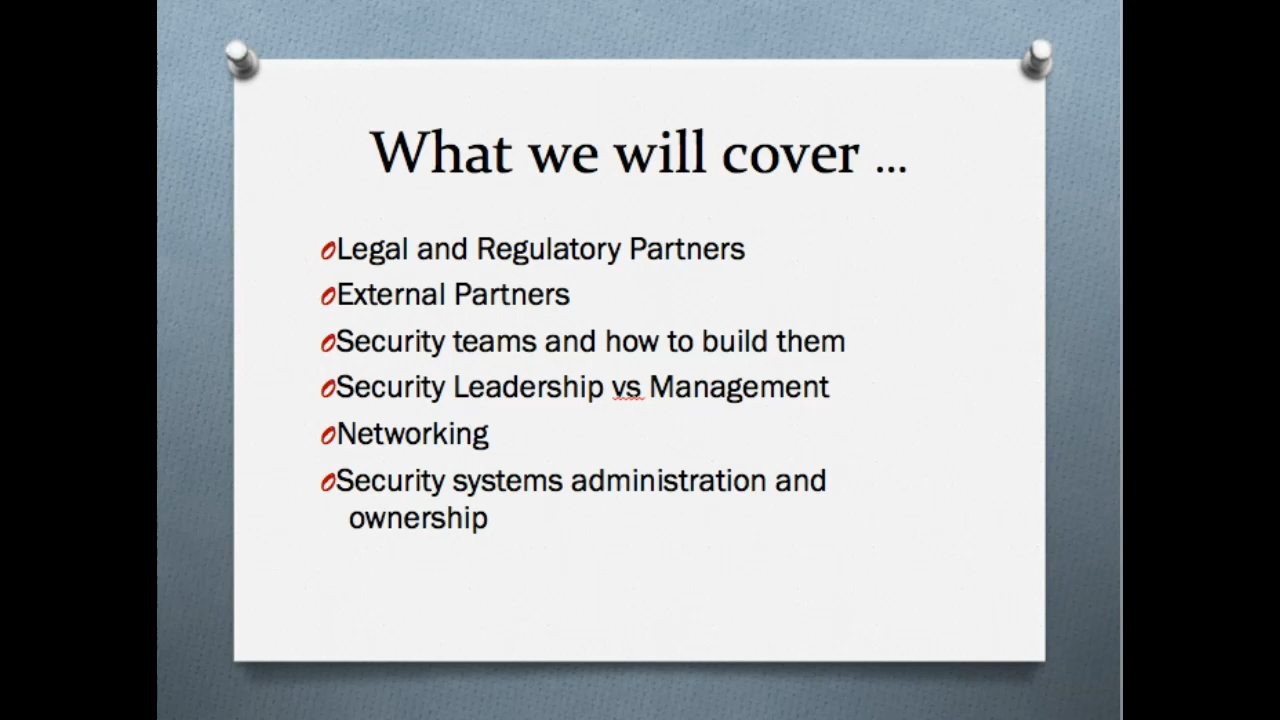 What we will cover ...
Legal and Regulatory Partners
External Partners
Security teams and how to build them
Security Leadership vs Management
Networking
Security systems administration and
ownership